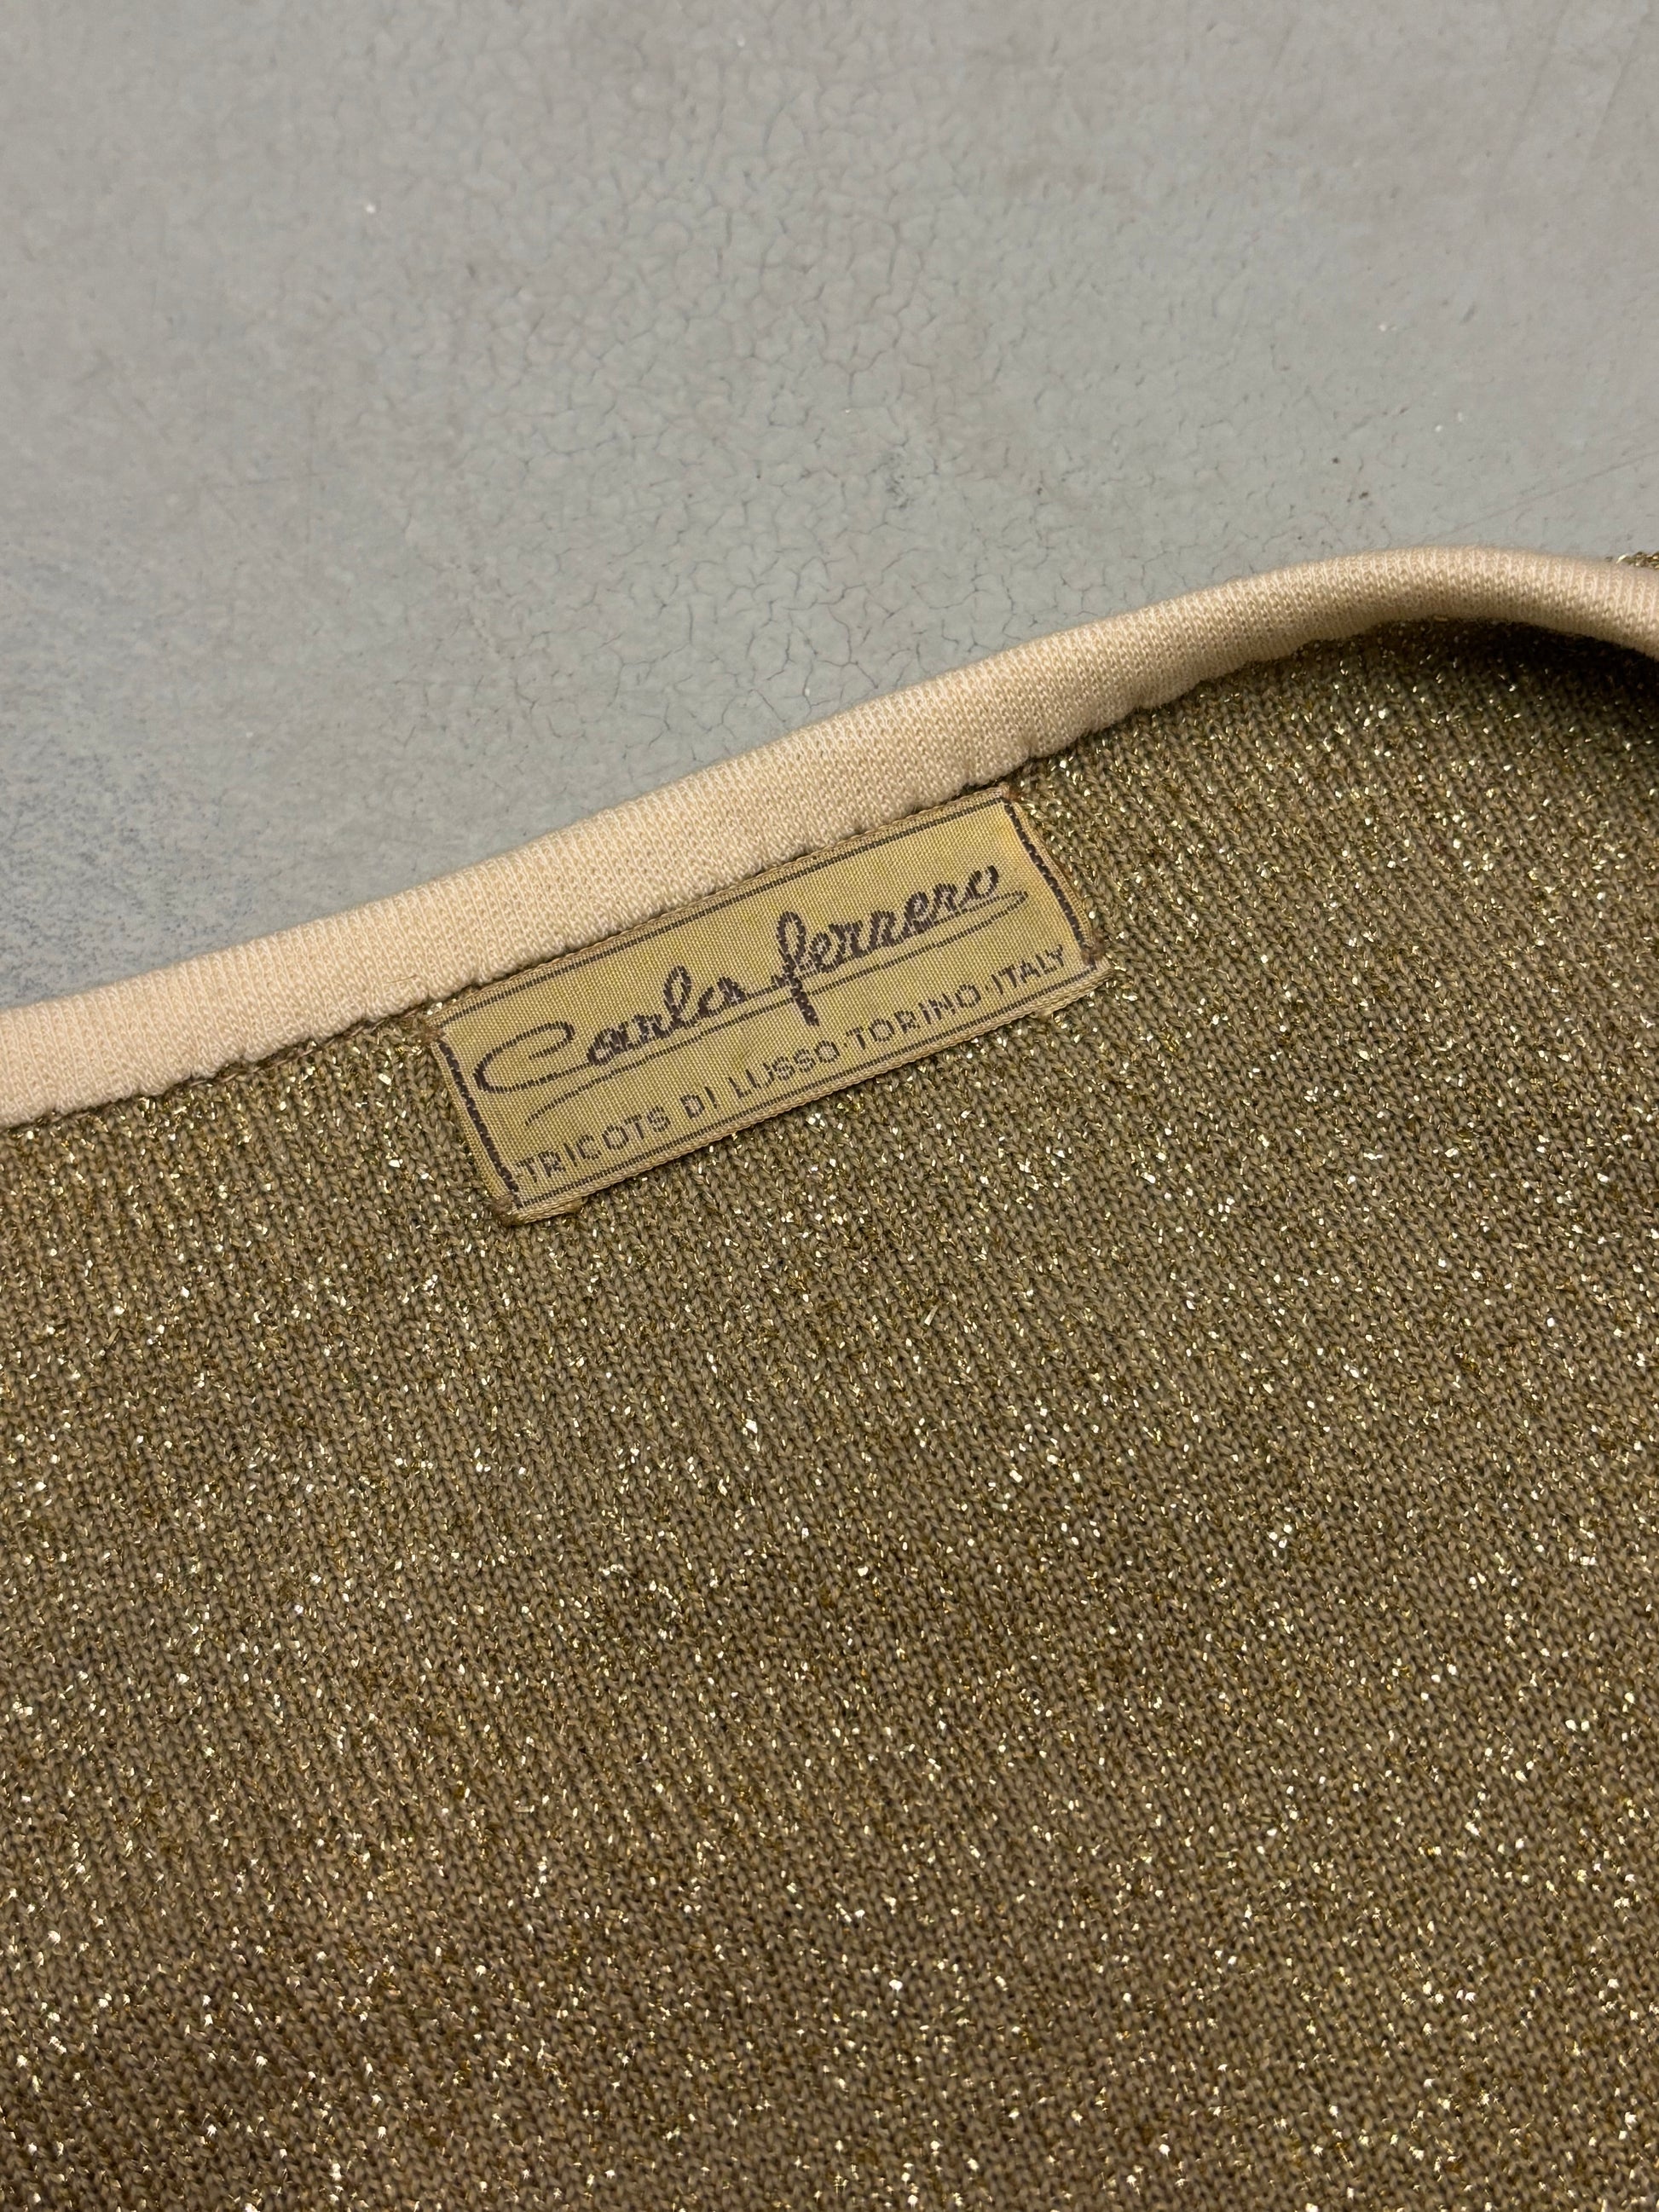 Carla ferrero
TRICOTS DI LUSSO·TORINO·ITALY